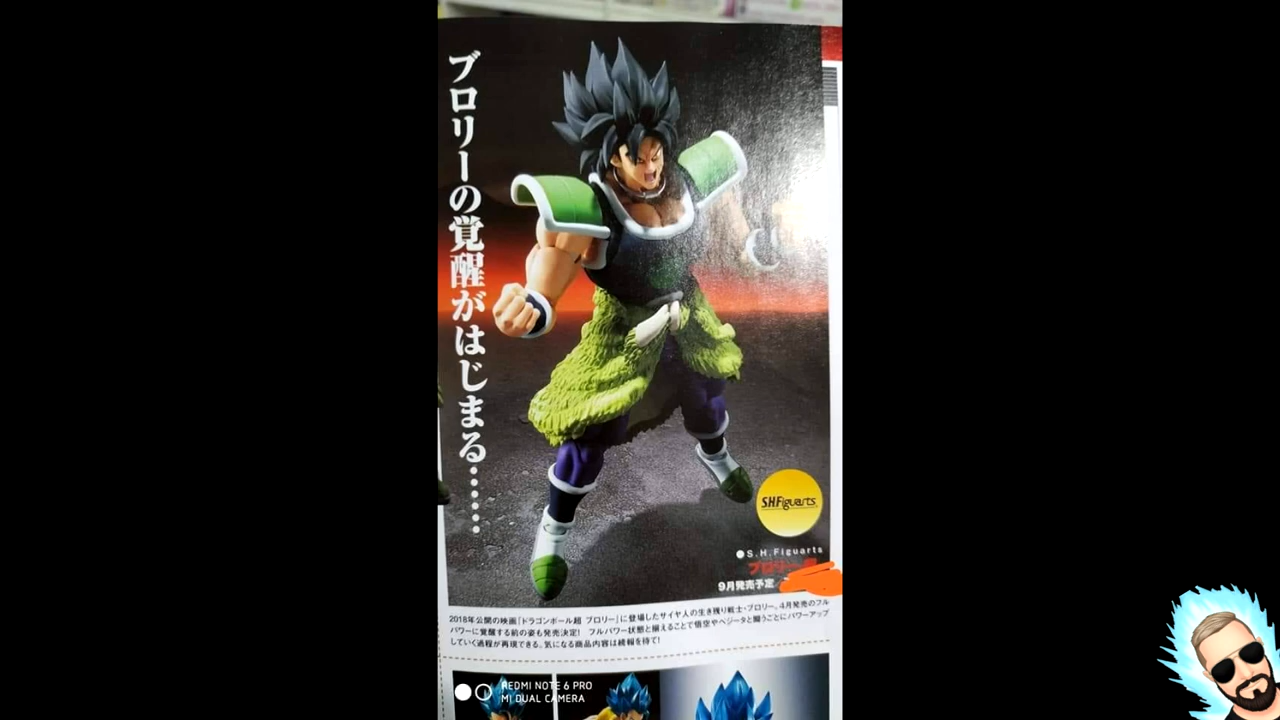 ブロリーの覚醒がはじまる……
S.H.Figuarts
●S.H.Figuarts
ブロリー
9月発売予定
2018年公開の映画「ドラゴンボール超 ブロリー」に登場したサイヤ人の生き残り戦士・ブロリー。4月発売のフル
パワーに覚醒する前の姿も発売決定! フルパワー状態と揃えることで悟空やベジータと闘うごとにパワーアップ
していく過程が再現できる。気になる商品内容は続報を待て!
REDMI NOTE 6 PRO
MI DUAL CAMERA